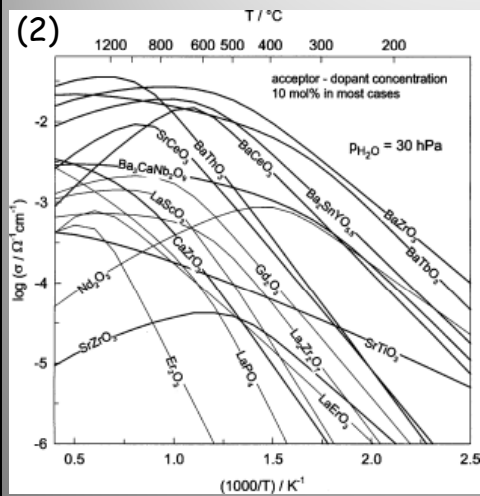 (2)
T / °C
1200 800 600 500 400 300 200
acceptor - dopant concentration
10 mol% in most cases
pH₂O = 30 hPa
-2
-3
-4
-5
-6
log (σ / Ω⁻¹cm⁻¹)
SrCeO₃
BaThO₃
BaCeO₃
Ba₃CaNb₂O₉
Ba₂SnYO₅.₅
BaZrO₃
BaTbO₃
LaScO₃
CaZrO₃
Gd₂O₃
Nd₂O₃
SrTiO₃
La₂Zr₂O₇
SrZrO₃
Er₂O₃
LaPO₄
LaErO₃
0.5 1.0 1.5 2.0 2.5
(1000/T) / K⁻¹